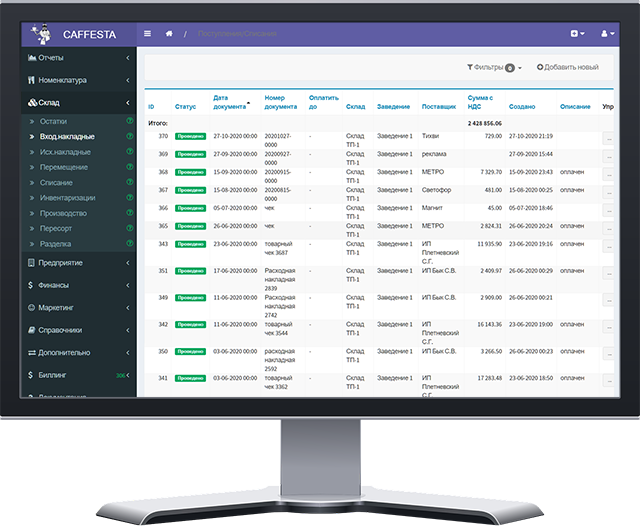 CAFFESTA
/ Поступление/Списание
Отчеты
Номенклатура
Склад
Остатки
Вход.накладные
Исх.накладные
Перемещение
Списание
Инвентаризации
Производство
Пересорт
Разделка
Предприятие
Финансы
Маркетинг
Справочники
Дополнительно
Биллинг
Фильтры 0
Добавить новый
ID Статус Дата документа Номер документа Оплатить до Склад Заведение Поставщик Сумма с НДС Создано Описание Упр
Итого: 2 428 856.06
370 Проведено 27-10-2020 00:00 20201027-0000 - Склад ТП-1 Заведение 1 Тихви 729.00 27-10-2020 21:19 ...
369 Проведено 27-09-2020 00:00 20200927-0000 - Склад ТП-1 Заведение 1 реклама 27-09-2020 15:44 ...
368 Проведено 15-09-2020 00:00 20200915-0000 - Склад ТП-1 Заведение 1 МЕТРО 7 329.70 15-09-2020 23:43 оплачен ...
367 Проведено 15-08-2020 00:00 20200815-0000 - Склад ТП-1 Заведение 1 Светофор 481.00 15-08-2020 00:25 оплачен ...
366 Проведено 05-07-2020 00:00 чек - Склад ТП-1 Заведение 1 Магнит 45.00 05-07-2020 18:46 ...
365 Проведено 26-06-2020 00:00 чек - Склад ТП-1 Заведение 1 МЕТРО 2 824.31 26-06-2020 20:24 оплачен ...
343 Проведено 23-06-2020 00:00 товарный чек 3687 - Склад ТП-1 Заведение 1 ИП Плетневский С.Г. 11 935.90 23-06-2020 19:16 оплачен ...
351 Проведено 17-06-2020 00:00 Расходная накладная 2839 - Склад ТП-1 Заведение 1 ИП Бык С.В. 2 409.97 26-06-2020 00:29 оплачен ...
349 Проведено 11-06-2020 00:00 Расходная накладная 2742 - Склад ТП-1 Заведение 1 ИП Бык С.В. 2 909.00 26-06-2020 00:21 ...
342 Проведено 11-06-2020 00:00 товарный чек 3544 - Склад ТП-1 Заведение 1 ИП Плетневский С.Г. 16 143.36 23-06-2020 19:00 оплачен ...
350 Проведено 03-06-2020 00:00 расходная накладная 2592 - Склад ТП-1 Заведение 1 ИП Бык С.В. 3 266.50 26-06-2020 00:23 оплачен ...
341 Проведено 03-06-2020 00:00 товарный чек 3362 - Склад ТП-1 Заведение 1 ИП Плетневский С.Г. 17 283.48 23-06-2020 18:50 оплачен ...